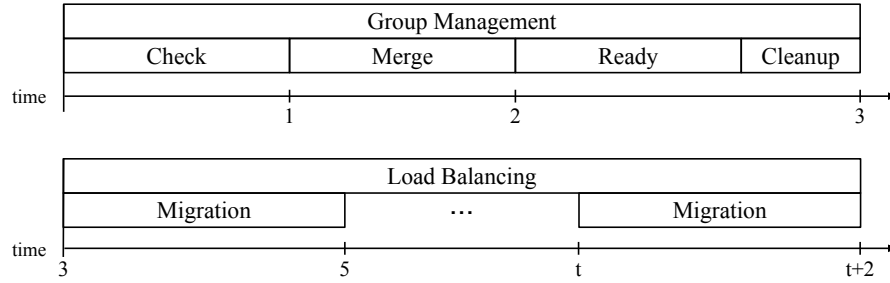 Group Management
Check Merge Ready Cleanup
time
1 2 3
Load Balancing
Migration ... Migration
time
3 5 t t+2